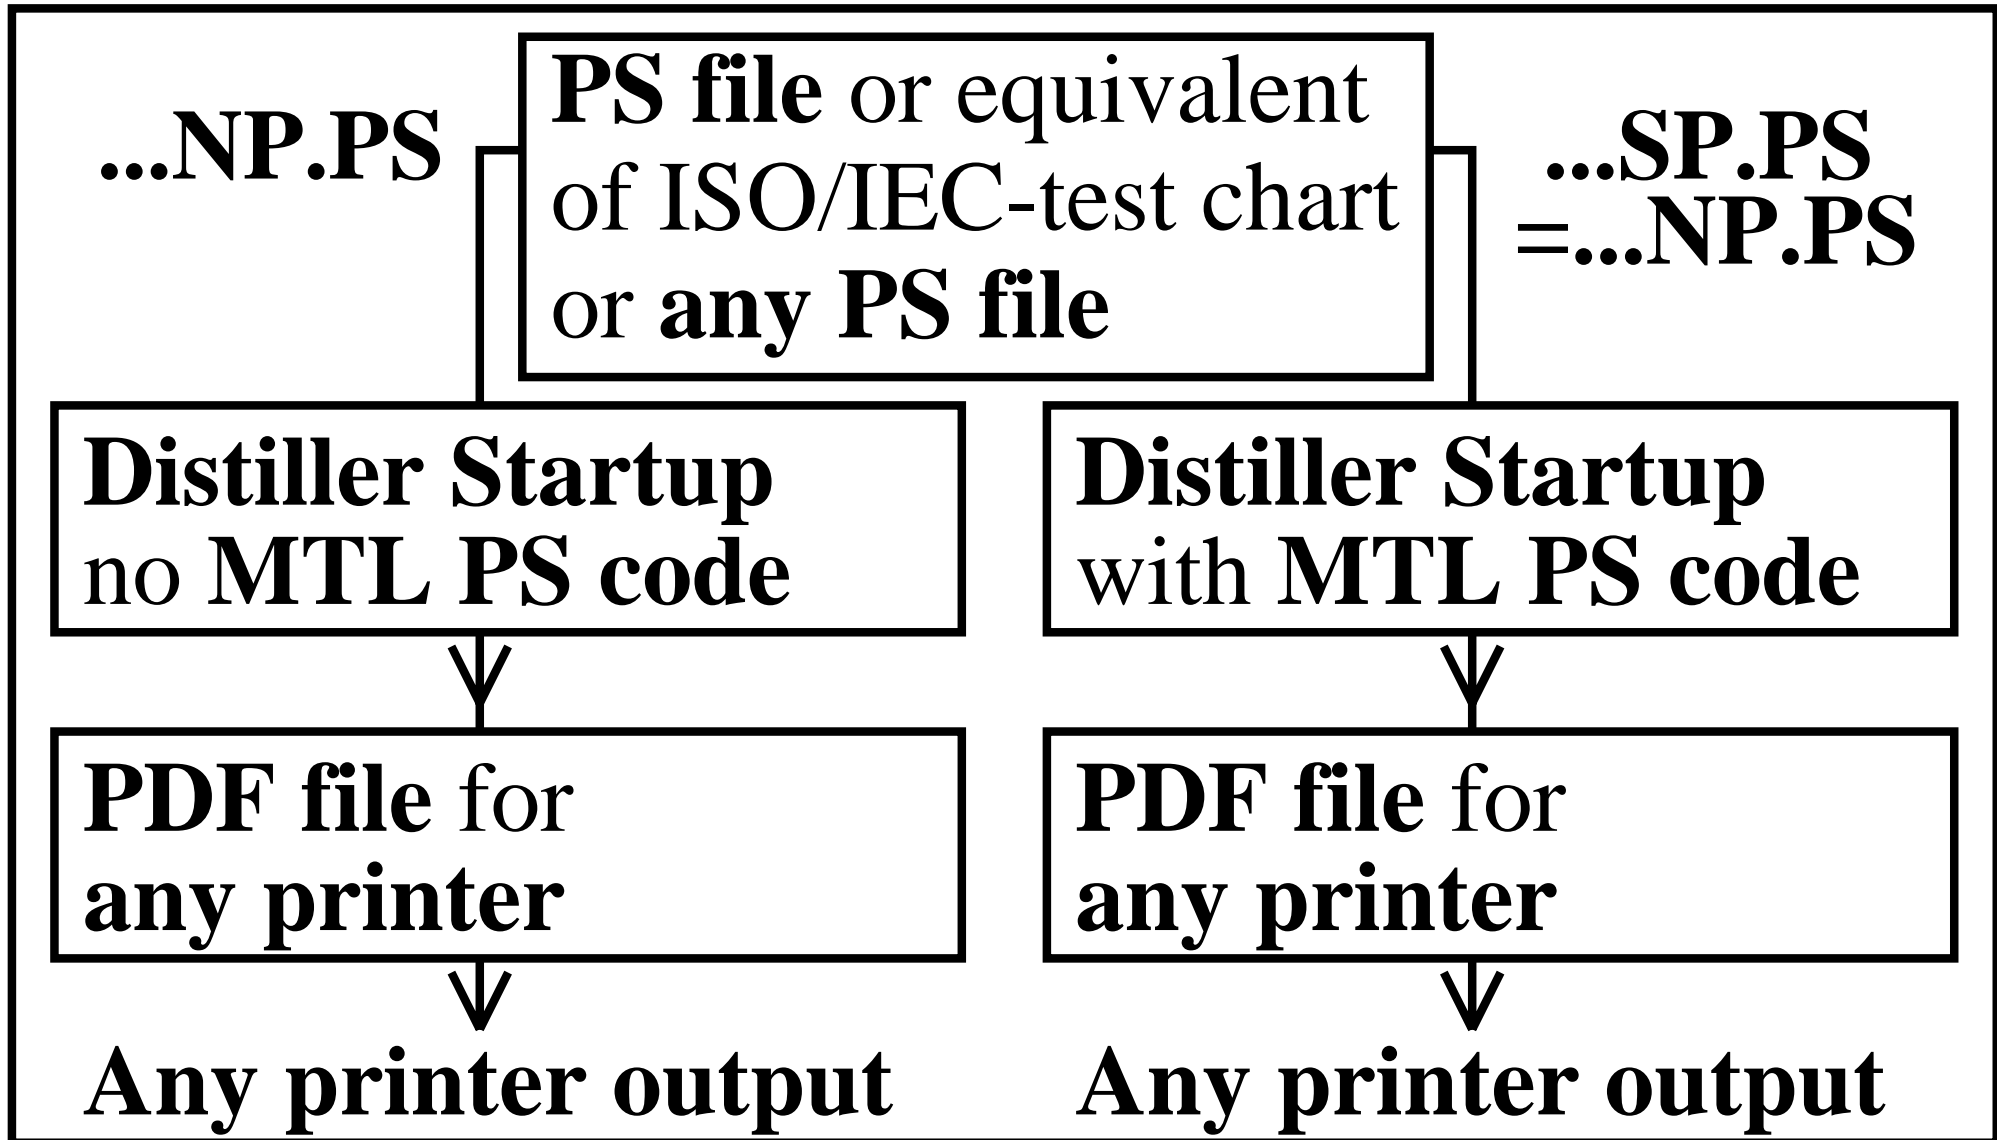 PS file or equivalent
of ISO/IEC-test chart
or any PS file
...NP.PS
...SP.PS
=...NP.PS
Distiller Startup
no MTL PS code
Distiller Startup
with MTL PS code
PDF file for
any printer
PDF file for
any printer
Any printer output
Any printer output